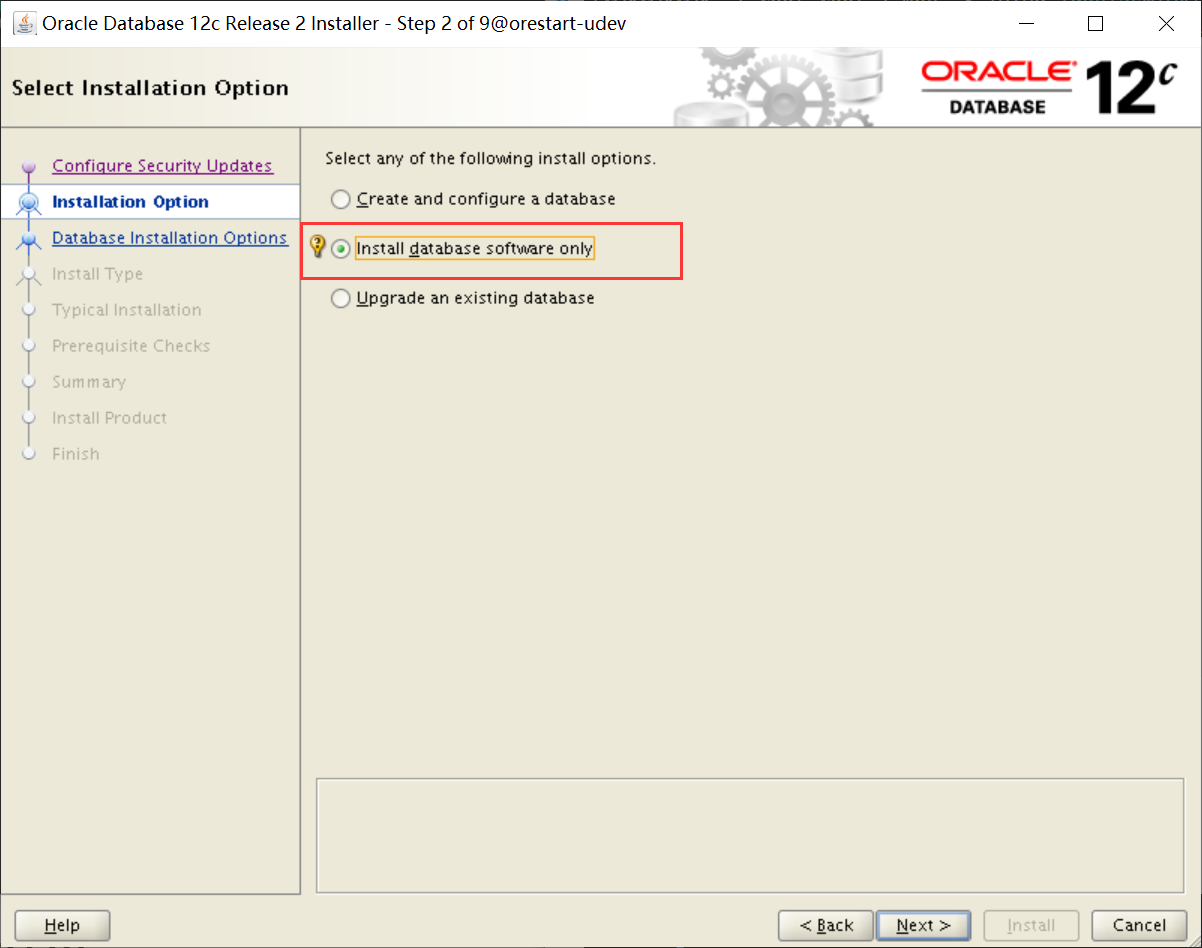 Oracle Database 12c Release 2 Installer - Step 2 of 9@orestart-udev
Select Installation Option
ORACLE
DATABASE
12c
Configure Security Updates
Installation Option
Database Installation Options
Install Type
Typical Installation
Prerequisite Checks
Summary
Install Product
Finish
Select any of the following install options.
Create and configure a database
Install database software only
Upgrade an existing database
Help
< Back
Next >
Install
Cancel